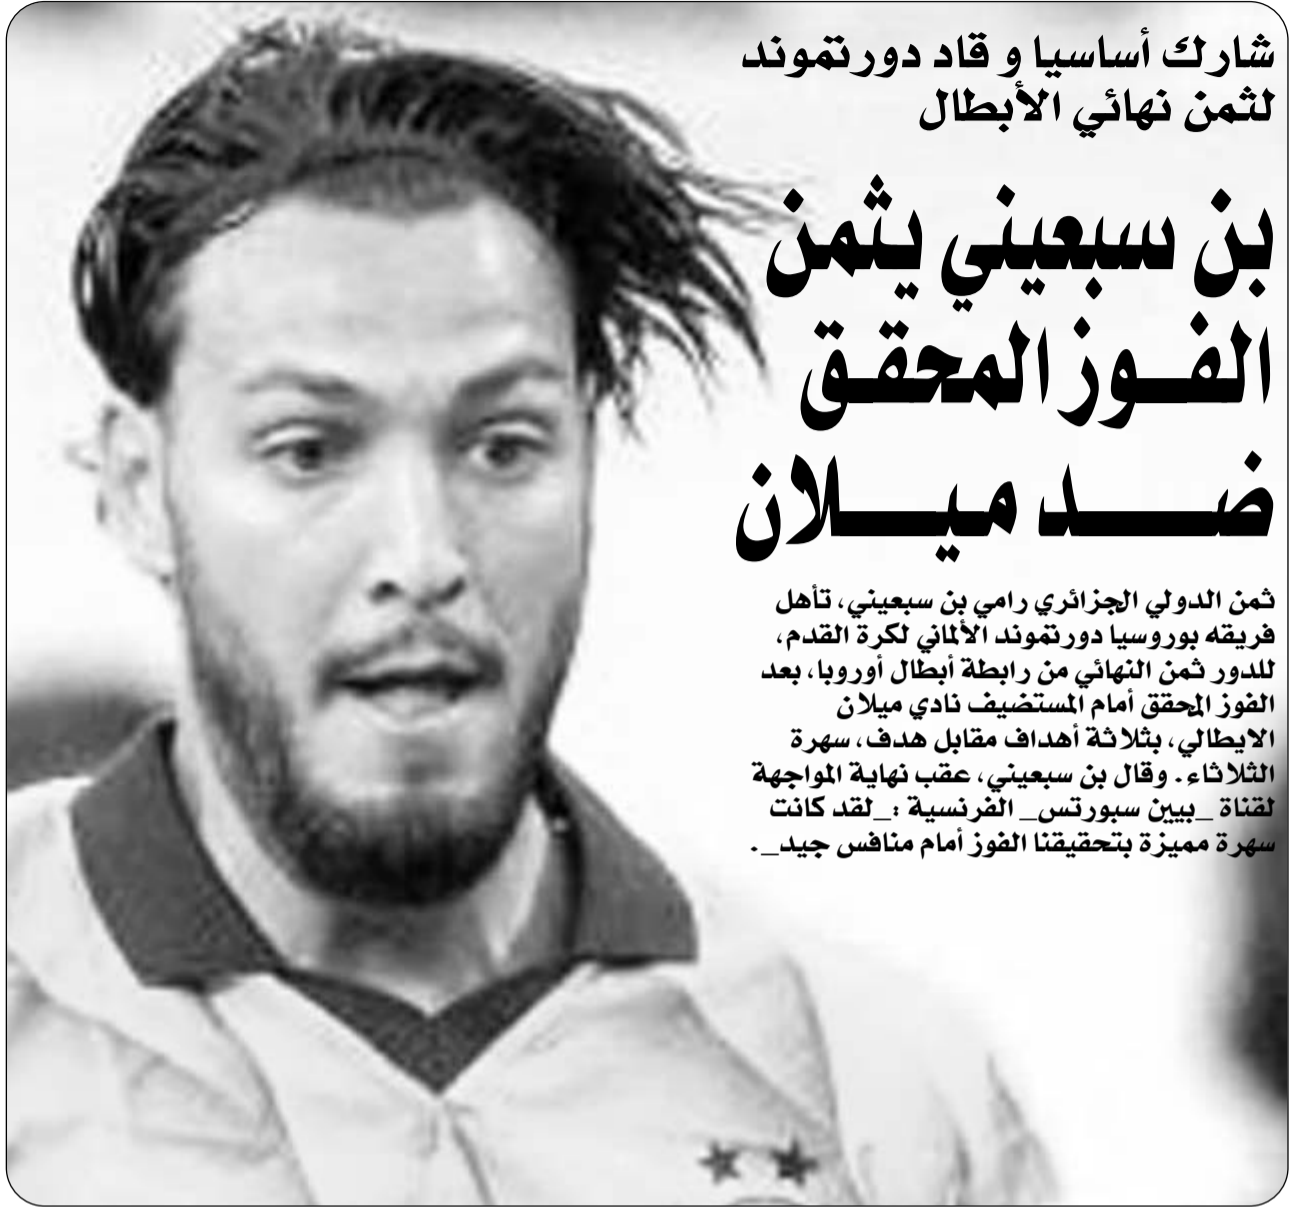 شارك أساسيا و قاد دورتموند
لثمن نهائي الأبطال
بن سبعيني يثمن
الفـوز المحقـق
ضـــد ميـــلان
ثمن الدولي الجزائري رامي بن سبعيني، تأهل
فريقه بوروسيا دورتموند الألماني لكرة القدم،
للدور ثمن النهائي من رابطة أبطال أوروبا، بعد
الفوز المحقق أمام المستضيف نادي ميلان
الايطالي، بثلاثة أهداف مقابل هدف، سهرة
الثلاثاء. وقال بن سبعيني، عقب نهاية المواجهة
لقناة _بيين سبورتس_ الفرنسية :_لقد كانت
سهرة مميزة بتحقيقنا الفوز أمام منافس جيد_.